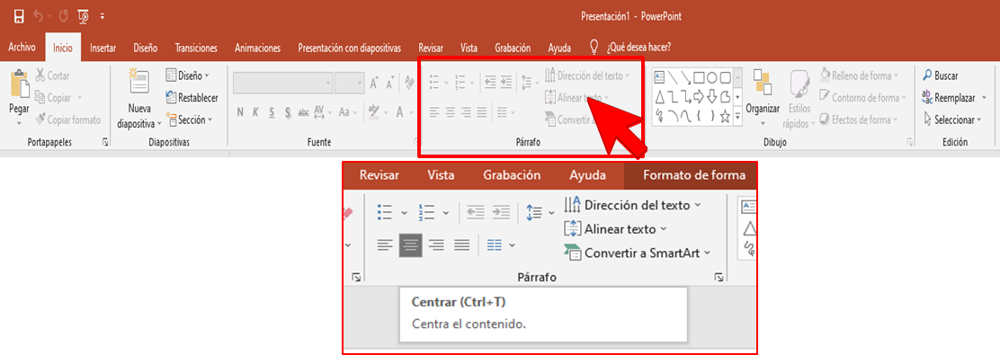 Presentación1 - PowerPoint
Archivo Inicio Insertar Diseño Transiciones Animaciones Presentación con diapositivas Revisar Vista Grabación Ayuda ¿Qué desea hacer?
Pegar
Cortar
Copiar
Copiar formato
Portapapeles
Nueva diapositiva
Diseño
Restablecer
Sección
Diapositivas
N K S S abc AV Aa A
Fuente
Dirección del texto
Alinear texto
Convertir a
Párrafo
Organizar
Estilos rápidos
Relleno de forma
Contorno de forma
Efectos de forma
Dibujo
Buscar
Reemplazar
Seleccionar
Edición
Revisar Vista Grabación Ayuda Formato de forma
Dirección del texto
Alinear texto
Convertir a SmartArt
Párrafo
Centrar (Ctrl+T)
Centra el contenido.